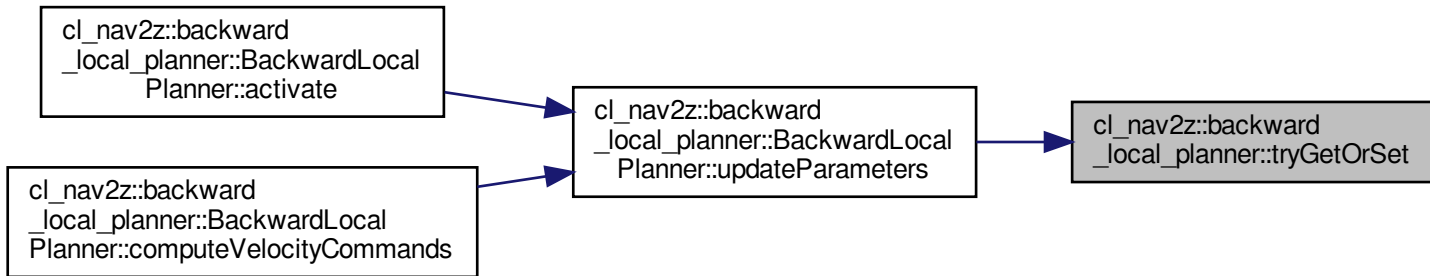 cl_nav2z::backward
_local_planner::BackwardLocal
Planner::activate
cl_nav2z::backward
_local_planner::BackwardLocal
Planner::computeVelocityCommands
cl_nav2z::backward
_local_planner::BackwardLocal
Planner::updateParameters
cl_nav2z::backward
_local_planner::tryGetOrSet